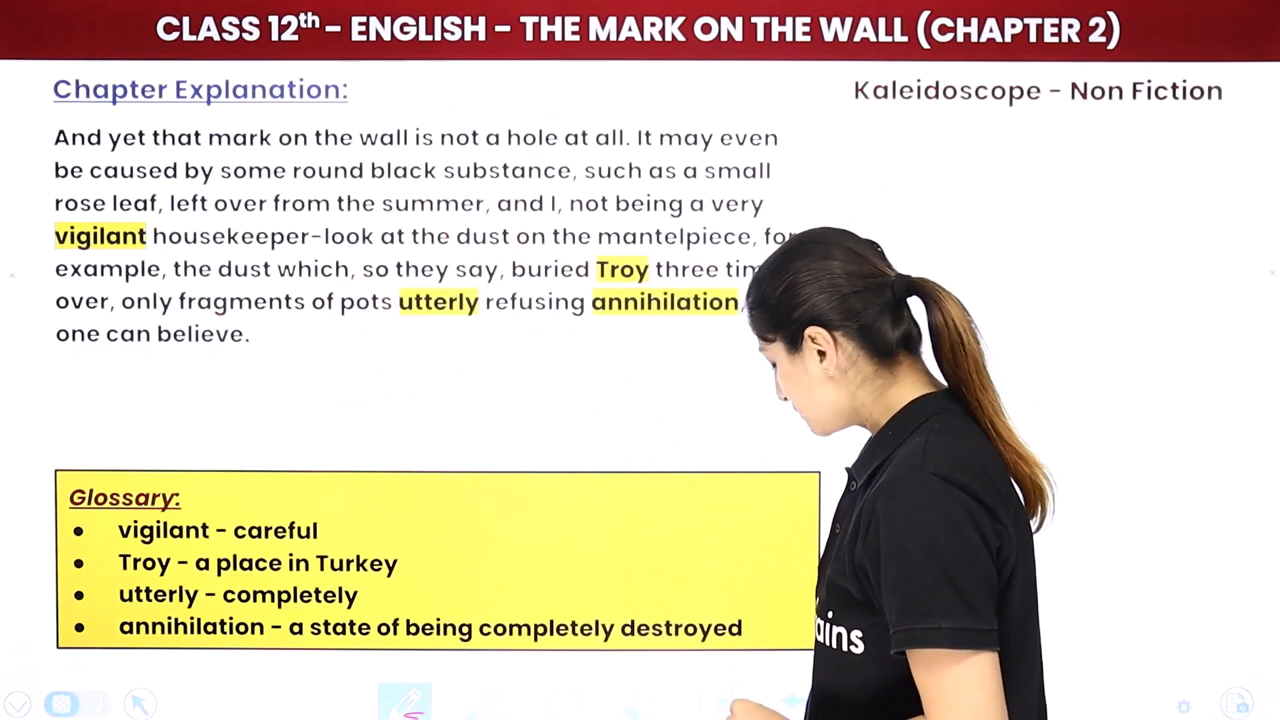 CLASS 12th - ENGLISH - THE MARK ON THE WALL (CHAPTER 2)
Chapter Explanation:
Kaleidoscope - Non Fiction
And yet that mark on the wall is not a hole at all. It may even
be caused by some round black substance, such as a small
rose leaf, left over from the summer, and I, not being a very
vigilant housekeeper-look at the dust on the mantelpiece, for
example, the dust which, so they say, buried Troy three
over, only fragments of pots utterly refusing annihilation
one can believe.
Glossary:
● vigilant - careful
● Troy - a place in Turkey
● utterly - completely
● annihilation - a state of being completely destroyed